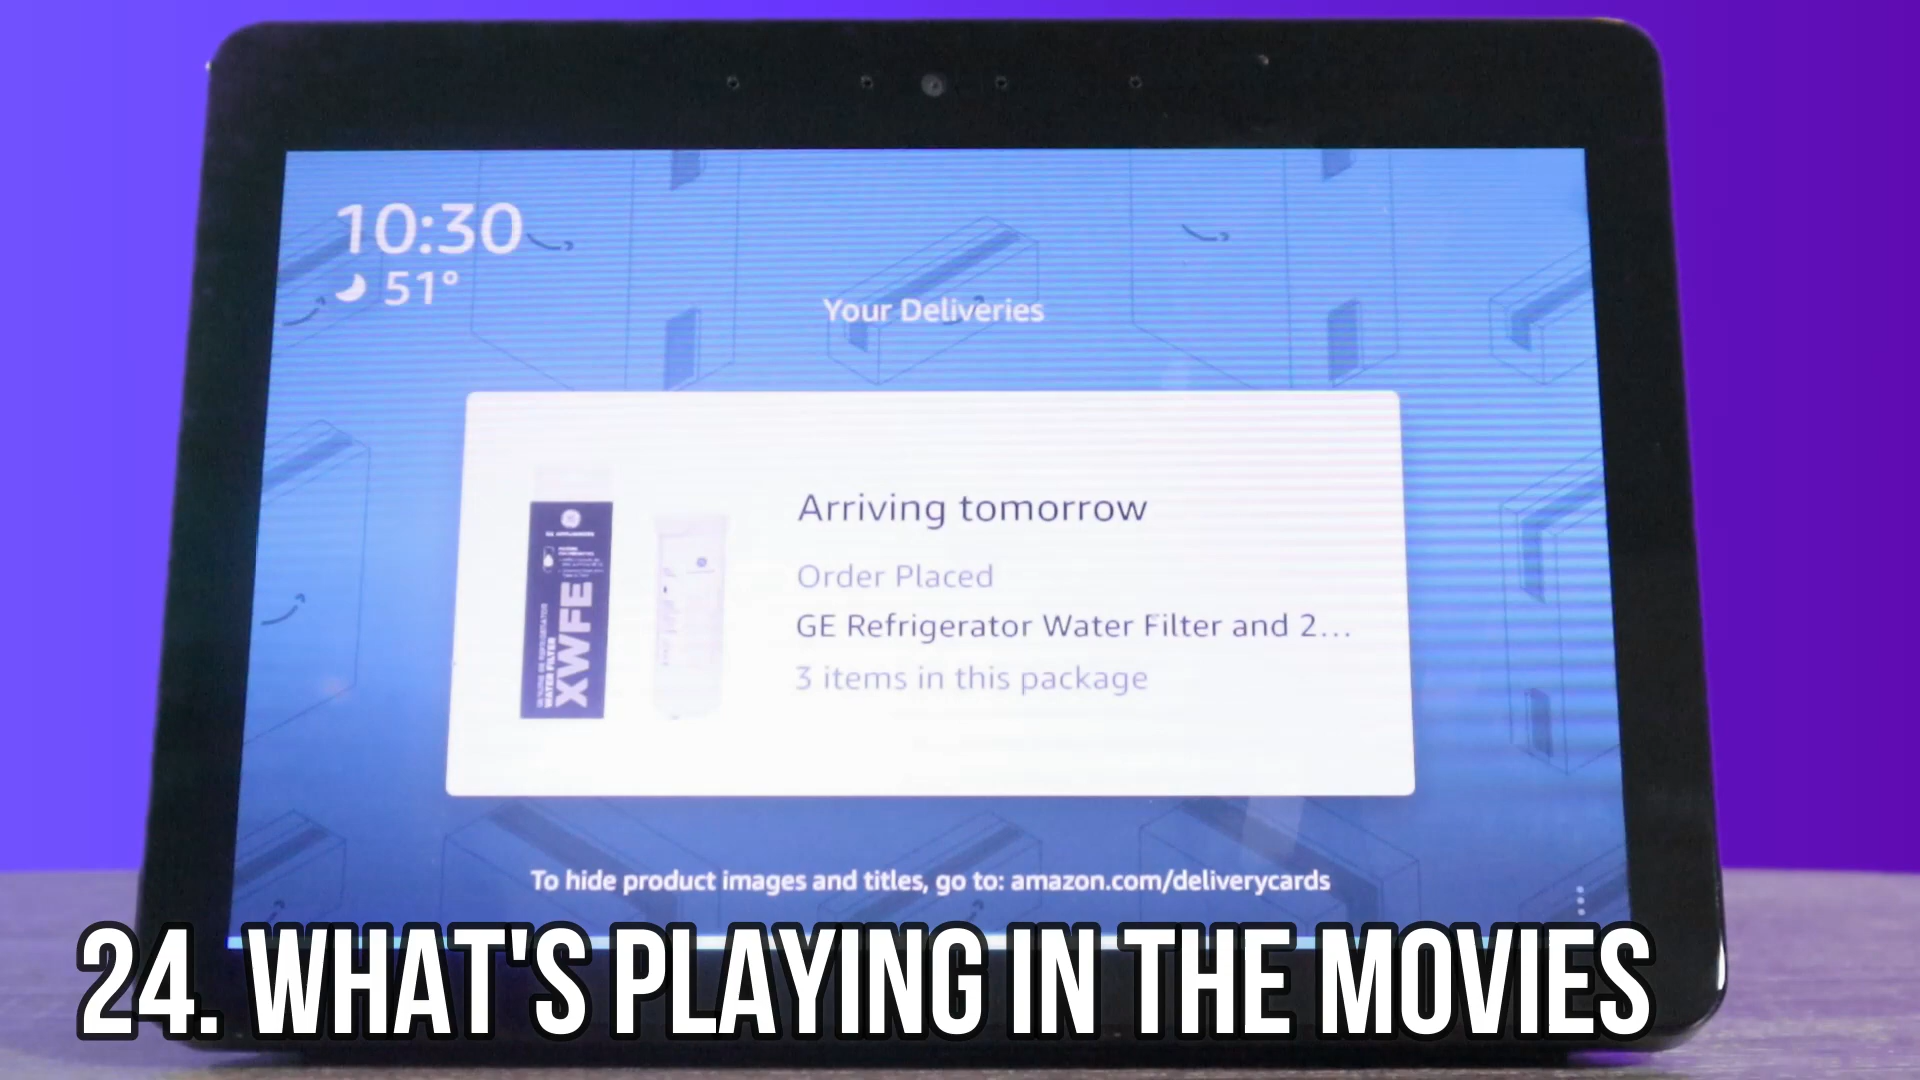 10:30
51°
Your Deliveries
Arriving tomorrow
Order Placed
GE Refrigerator Water Filter and 2...
3 items in this package
XWFE
WATER FILTER
To hide product images and titles, go to: amazon.com/deliverycards
24. WHAT'S PLAYING IN THE MOVIES